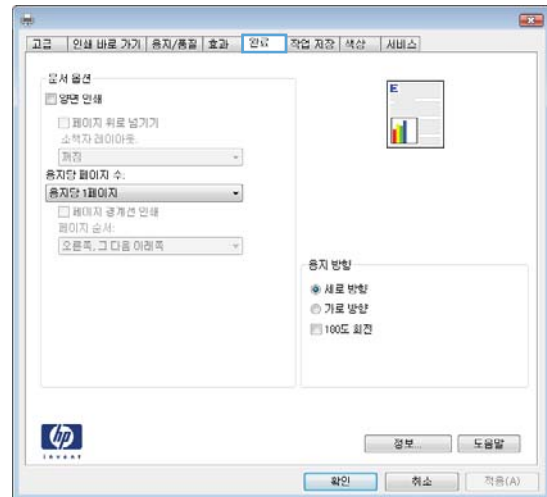 고급 인쇄 바로 가기 용지/품질 효과 완료 작업 저장 색상 서비스
문서 옵션
양면 인쇄
페이지 위로 넘기기
소책자 레이아웃:
꺼짐
용지당 페이지 수:
용지당 1페이지
페이지 경계선 인쇄
페이지 순서:
오른쪽, 그 다음 아래쪽
E
용지 방향
세로 방향
가로 방향
180도 회전
hp
invent
정보... 도움말
확인 취소 적용(A)